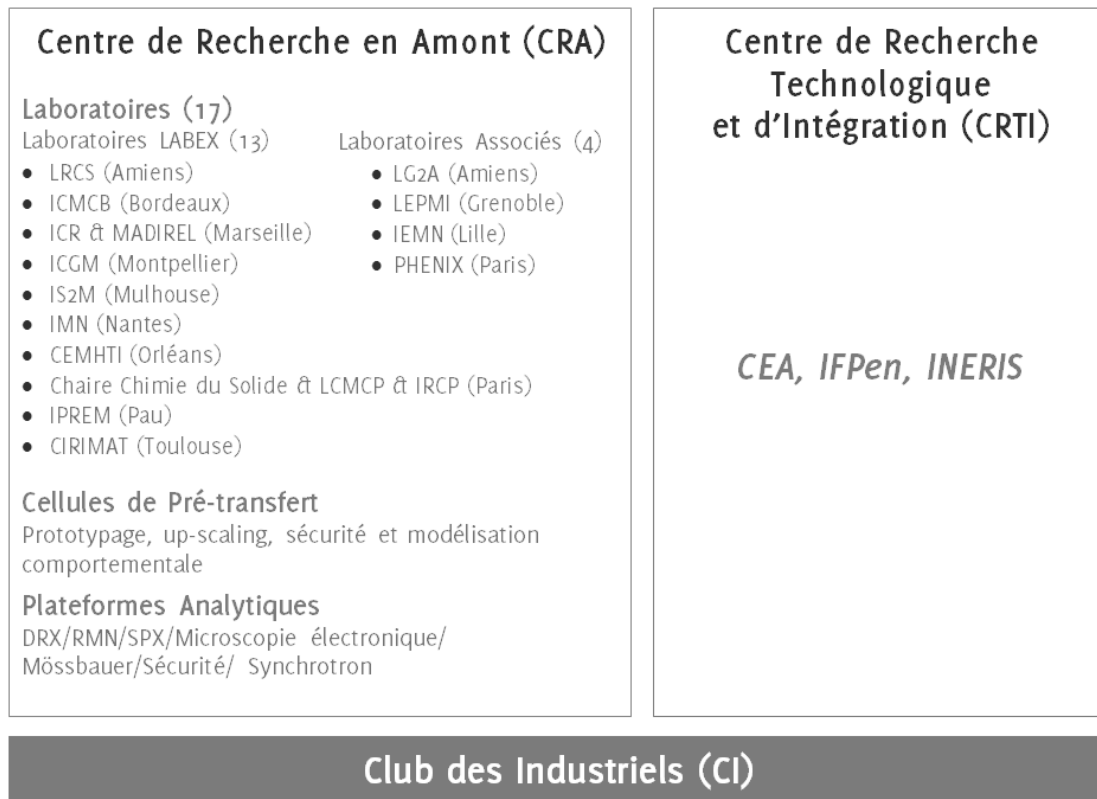 Centre de Recherche en Amont (CRA)
Laboratoires (17)
Laboratoires LABEX (13)
• LRCS (Amiens)
• ICMCB (Bordeaux)
• ICR & MADIREL (Marseille)
• ICGM (Montpellier)
• IS2M (Mulhouse)
• IMN (Nantes)
• CEMHTI (Orléans)
• Chaire Chimie du Solide & LCMCP & IRCP (Paris)
• IPREM (Pau)
• CIRIMAT (Toulouse)
Laboratoires Associés (4)
• LG2A (Amiens)
• LEPMI (Grenoble)
• IEMN (Lille)
• PHENIX (Paris)
Cellules de Pré-transfert
Prototypage, up-scaling, sécurité et modélisation
comportementale
Plateformes Analytiques
DRX/RMN/SPX/Microscopie électronique/
Mössbauer/Sécurité/ Synchrotron
Centre de Recherche
Technologique
et d'Intégration (CRTI)
CEA, IFPen, INERIS
Club des Industriels (CI)